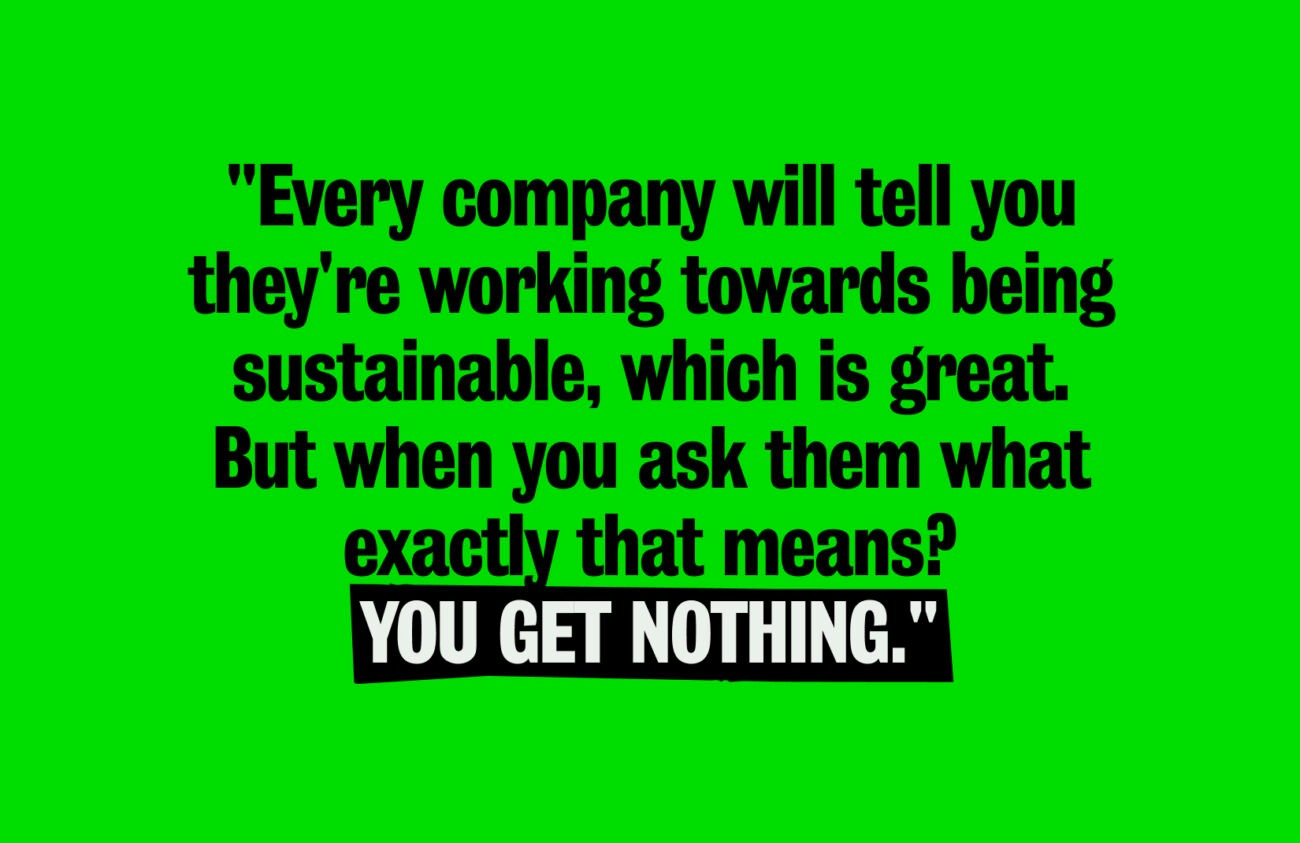 "Every company will tell you
they're working towards being
sustainable, which is great.
But when you ask them what
exactly that means?
YOU GET NOTHING."